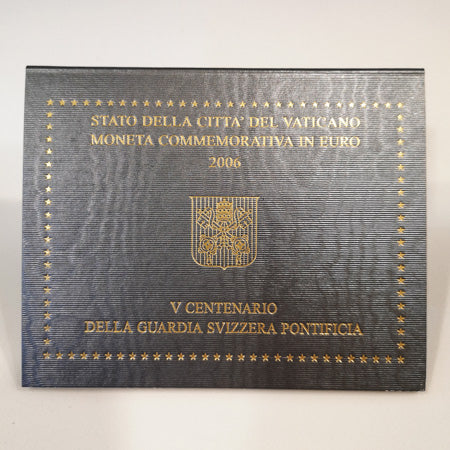 STATO DELLA CITTA' DEL VATICANO
MONETA COMMEMORATIVA IN EURO
2006
V CENTENARIO
DELLA GUARDIA SVIZZERA PONTIFICIA